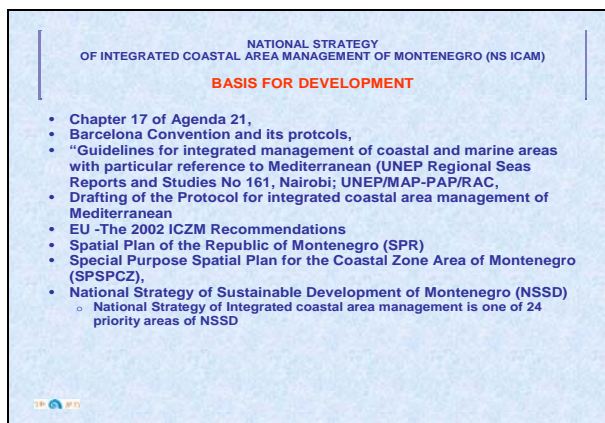 NATIONAL STRATEGY
OF INTEGRATED COASTAL AREA MANAGEMENT OF MONTENEGRO (NS ICAM)
BASIS FOR DEVELOPMENT
• Chapter 17 of Agenda 21,
• Barcelona Convention and its protcols,
• “Guidelines for integrated management of coastal and marine areas
with particular reference to Mediterranean (UNEP Regional Seas
Reports and Studies No 161, Nairobi; UNEP/MAP-PAP/RAC,
• Drafting of the Protocol for integrated coastal area management of
Mediterranean
• EU -The 2002 ICZM Recommendations
• Spatial Plan of the Republic of Montenegro (SPR)
• Special Purpose Spatial Plan for the Coastal Zone Area of Montenegro
(SPSPCZ),
• National Strategy of Sustainable Development of Montenegro (NSSD)
o National Strategy of Integrated coastal area management is one of 24
priority areas of NSSD